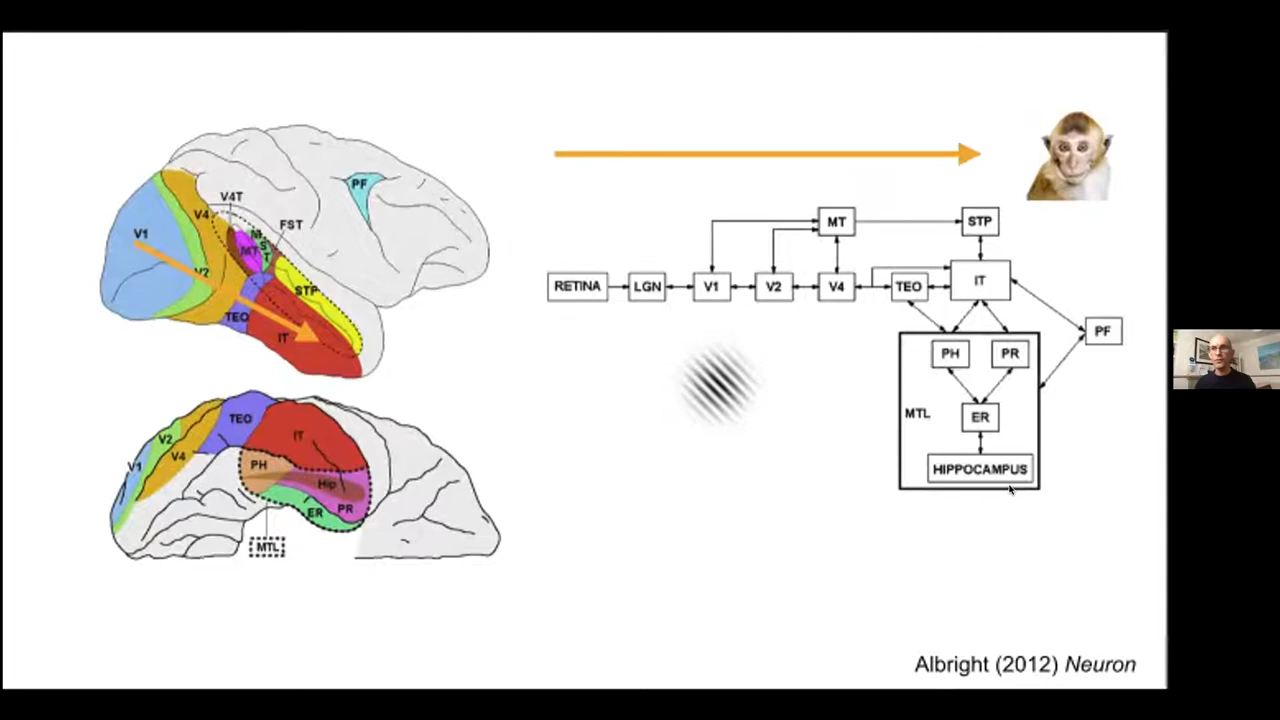 PF
V4T
V4
FST
V1
M
S
T
MT
V2
STP
TEO
IT
TEO
IT
V2
V4
V1
PH
Hip
PR
ER
MTL
MT
STP
RETINA
LGN
V1
V2
V4
TEO
IT
PF
PH
PR
MTL
ER
HIPPOCAMPUS
Albright (2012) Neuron